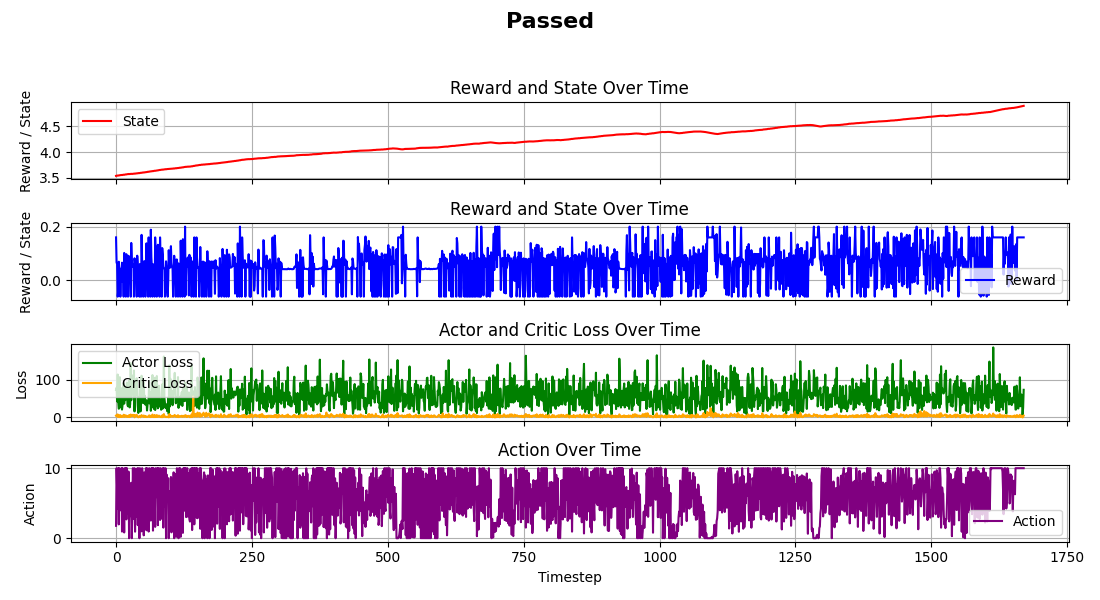 Passed
Reward and State Over Time
Reward / State
4.5
4.0
3.5
State
Reward and State Over Time
Reward / State
0.2
0.0
Reward
Actor and Critic Loss Over Time
Loss
100
0
Actor Loss
Critic Loss
Action Over Time
Action
10
0
Action
0 250 500 750 1000 1250 1500 1750
Timestep